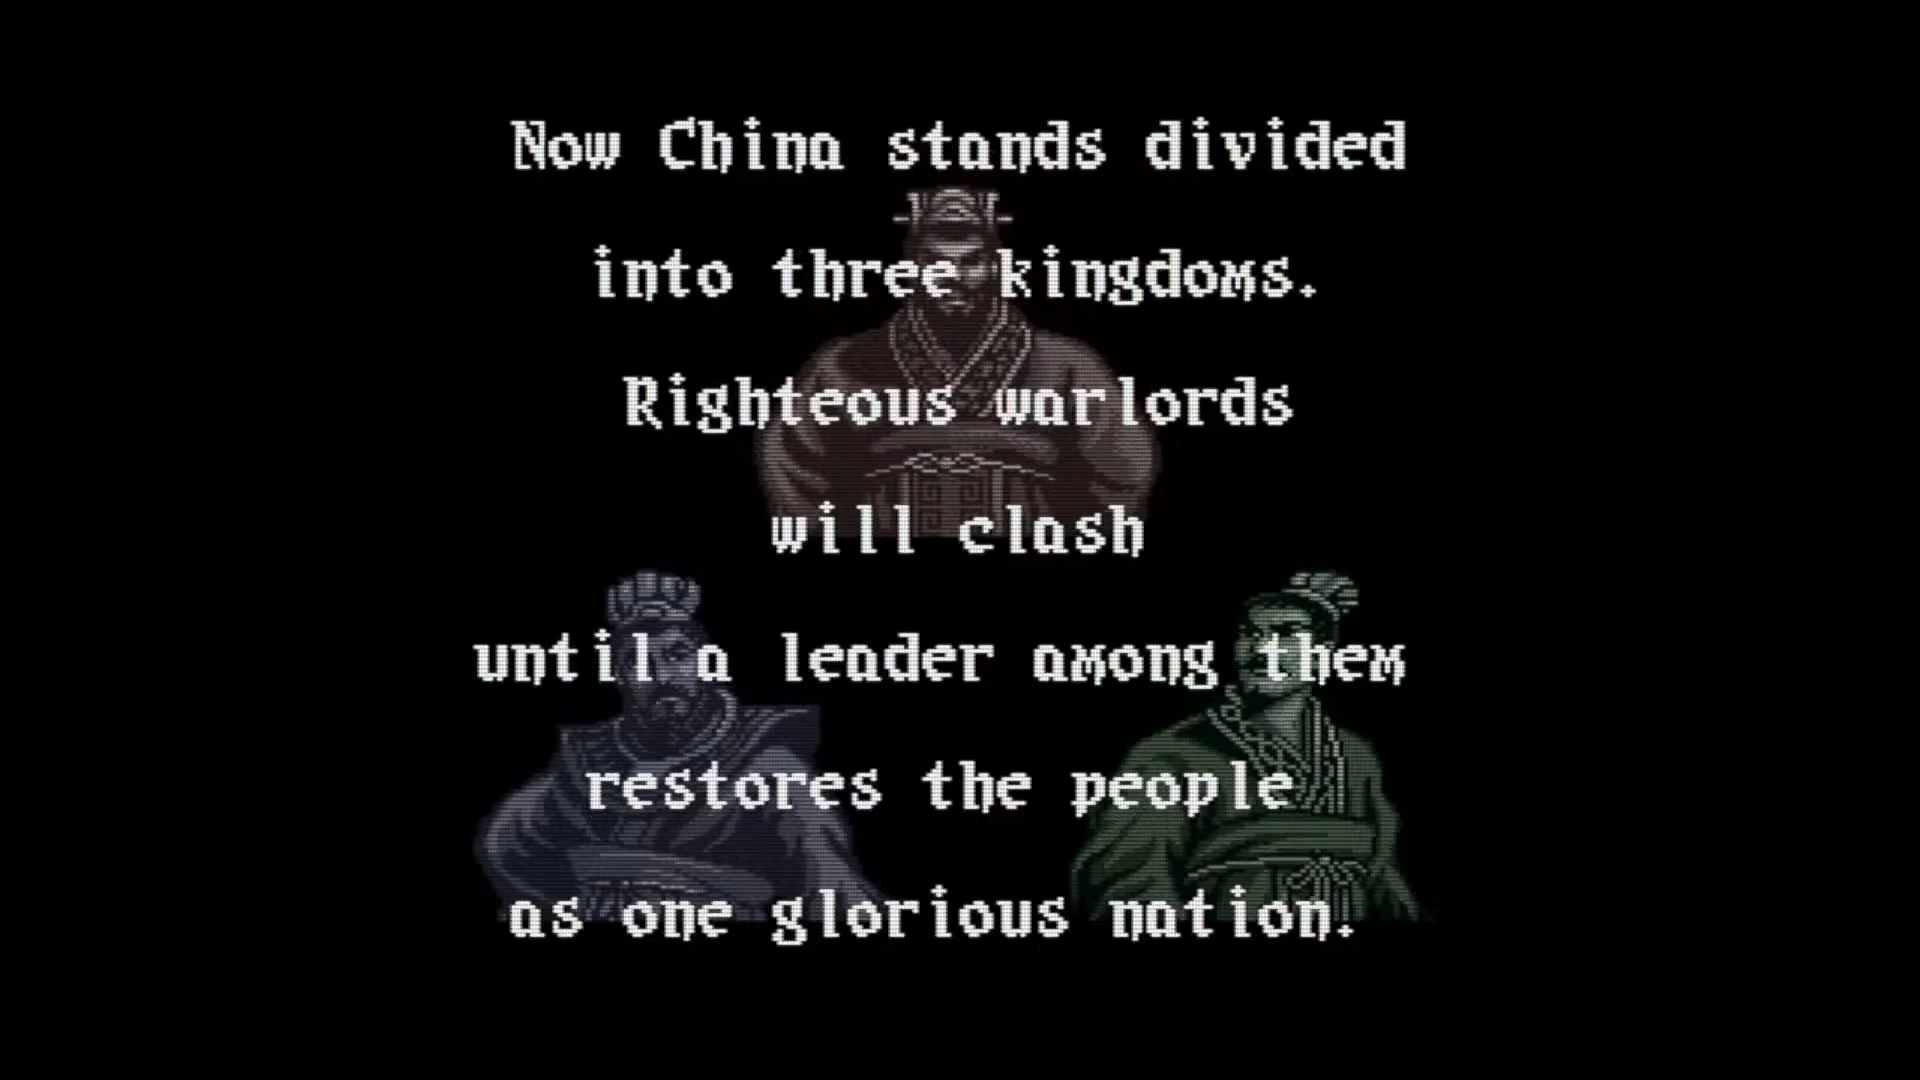 Now China stands divided
into three kingdoms.
Righteous warlords
will clash
until a leader among them
restores the people
as one glorious nation.